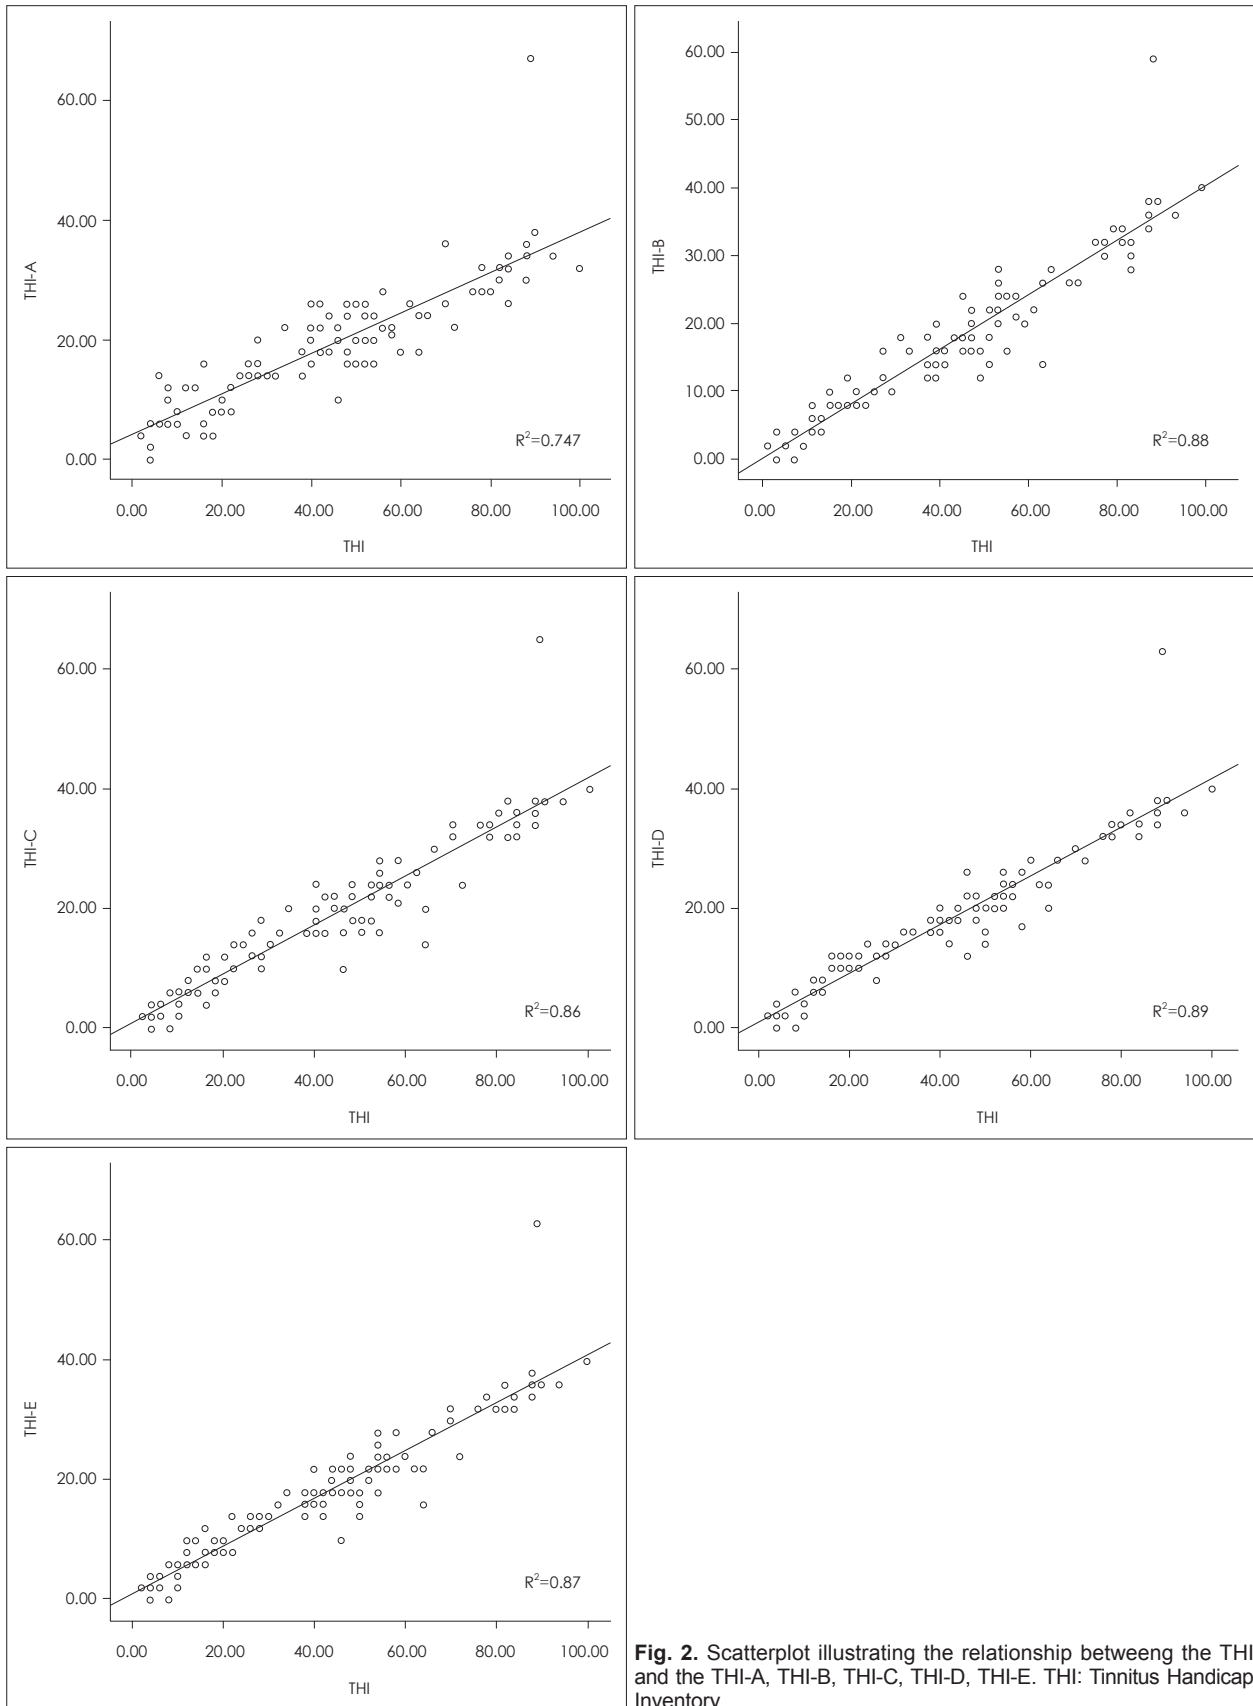 60.00
40.00
20.00
0.00
THI-A
R²=0.747
0.00 20.00 40.00 60.00 80.00 100.00
THI
60.00
50.00
40.00
30.00
20.00
10.00
0.00
THI-B
R²=0.88
0.00 20.00 40.00 60.00 80.00 100.00
THI
60.00
40.00
20.00
0.00
THI-C
R²=0.86
0.00 20.00 40.00 60.00 80.00 100.00
THI
60.00
40.00
20.00
0.00
THI-D
R²=0.89
0.00 20.00 40.00 60.00 80.00 100.00
THI
60.00
40.00
20.00
0.00
THI-E
R²=0.87
0.00 20.00 40.00 60.00 80.00 100.00
THI
Fig. 2. Scatterplot illustrating the relationship betweeng the THI
and the THI-A, THI-B, THI-C, THI-D, THI-E. THI: Tinnitus Handicap
Inventory